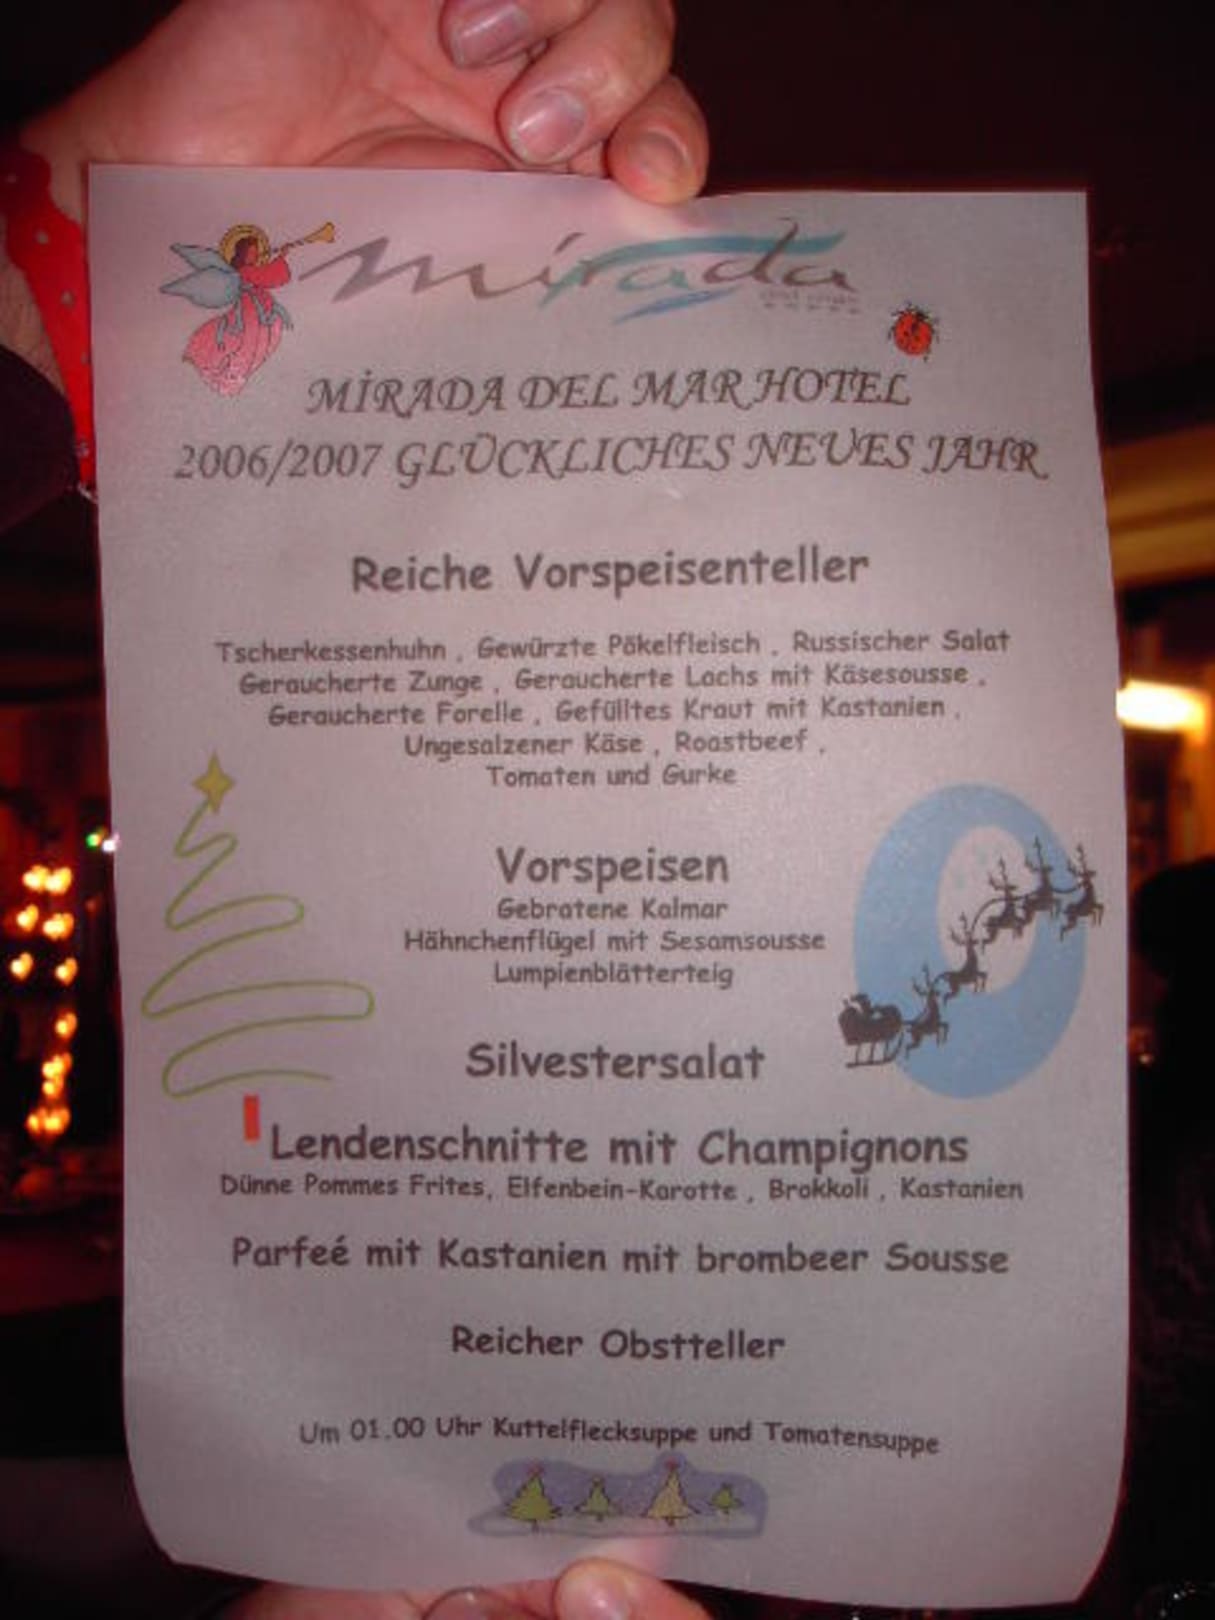 mirada
MİRADA DEL MAR HOTEL
2006/2007 GLÜCKLICHES NEUES JAHR
Reiche Vorspeisenteller
Tscherkessenhuhn , Gewürzte Pökelfleisch , Russischer Salat
Geraucherte Zunge , Geraucherte Lachs mit Käsesousse ,
Geraucherte Forelle , Gefülltes Kraut mit Kastanien ,
Ungesalzener Käse , Roastbeef ,
Tomaten und Gurke
Vorspeisen
Gebratene Kalmar
Hähnchenflügel mit Sesamsousse
Lumpienblätterteig
Silvestersalat
Lendenschnitte mit Champignons
Dünne Pommes Frites, Elfenbein-Karotte , Brokkoli , Kastanien
Parfeé mit Kastanien mit brombeer Sousse
Reicher Obstteller
Um 01.00 Uhr Kuttelflecksuppe und Tomatensuppe